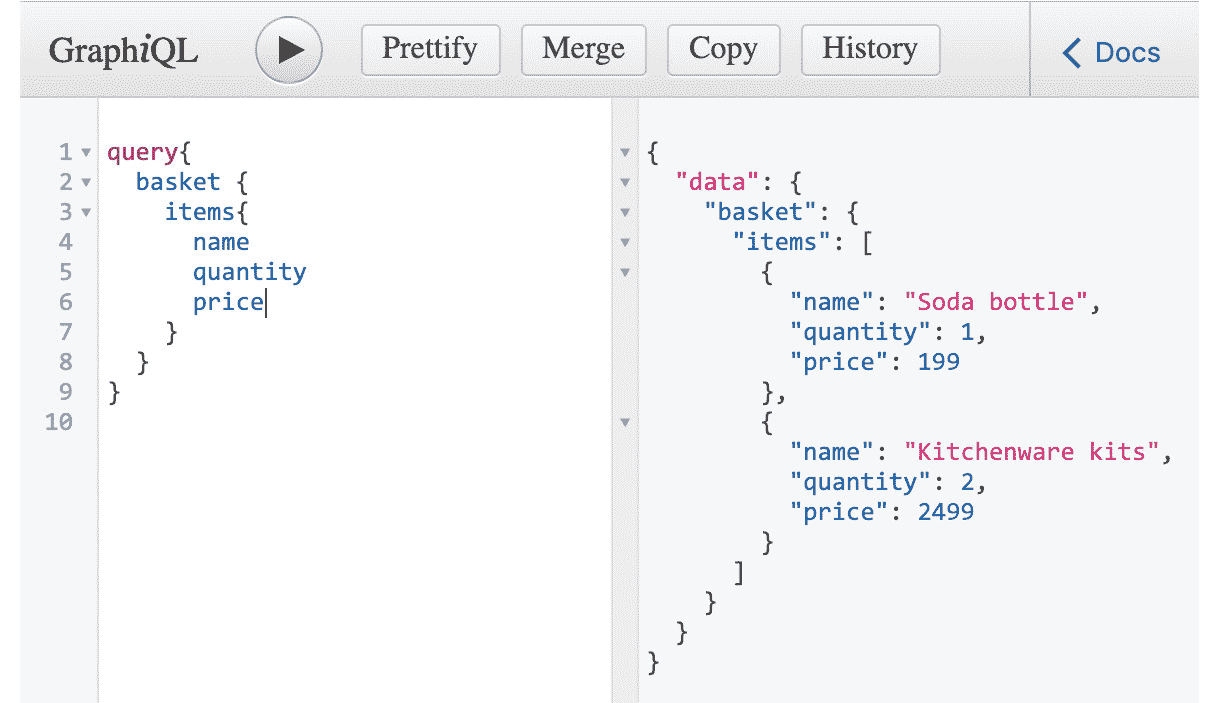 GraphiQL Prettify Merge Copy History Docs
1 query{
2   basket {
3     items{
4       name
5       quantity
6       price
7     }
8   }
9 }
10
{
  "data": {
    "basket": {
      "items": [
        {
          "name": "Soda bottle",
          "quantity": 1,
          "price": 199
        },
        {
          "name": "Kitchenware kits",
          "quantity": 2,
          "price": 2499
        }
      ]
    }
  }
}